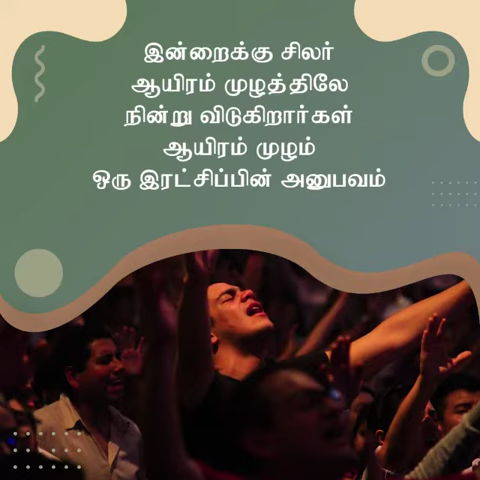 இன்றைக்கு சிலர்
ஆயிரம் முழத்திலே
நின்று விடுகிறார்கள்
ஆயிரம் முழம்
ஒரு இரட்சிப்பின் அனுபவம்